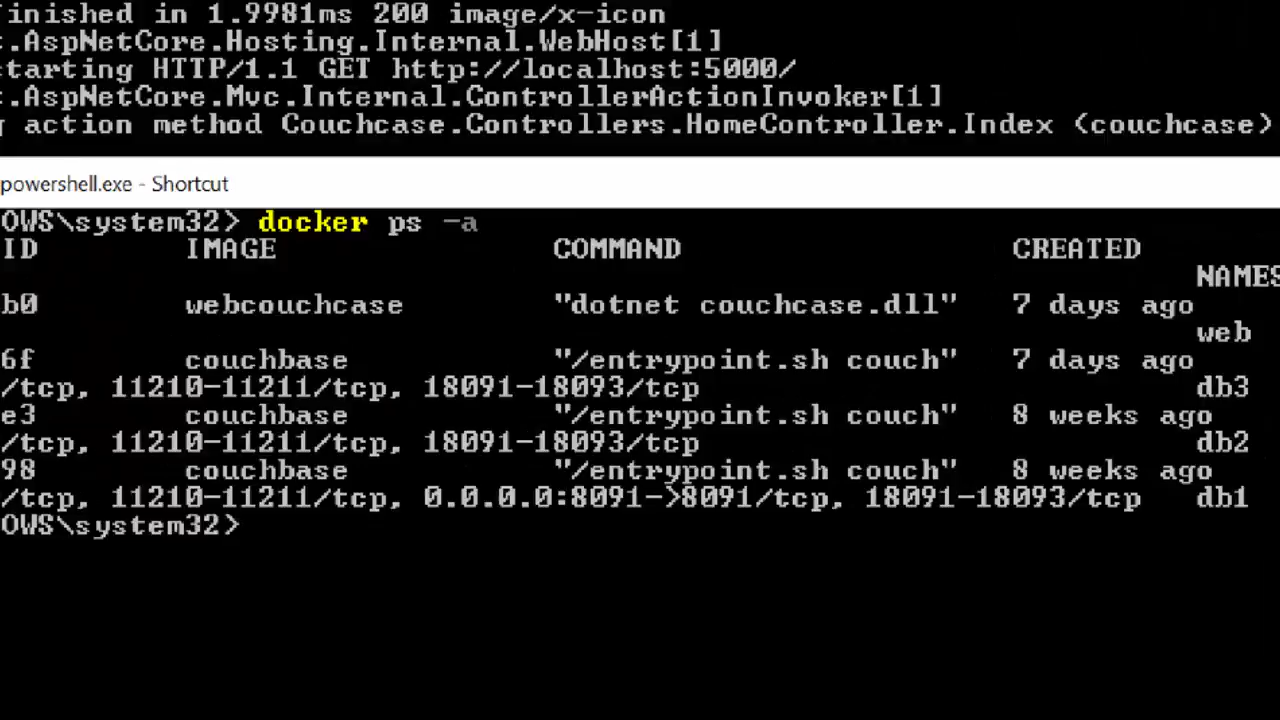 inished in 1.9981ms 200 image/x-icon
.AspNetCore.Hosting.Internal.WebHost[1]
tarting HTTP/1.1 GET http://localhost:5000/
.AspNetCore.Mvc.Internal.ControllerActionInvoker[1]
g action method Couchcase.Controllers.HomeController.Index (couchcase)
powershell.exe - Shortcut
OWS\system32> docker ps -a
ID IMAGE COMMAND CREATED
NAMES
b0 webcouchcase "dotnet couchcase.dll" 7 days ago
web
6f couchbase "/entrypoint.sh couch" 7 days ago
/tcp, 11210-11211/tcp, 18091-18093/tcp db3
e3 couchbase "/entrypoint.sh couch" 8 weeks ago
/tcp, 11210-11211/tcp, 18091-18093/tcp db2
98 couchbase "/entrypoint.sh couch" 8 weeks ago
/tcp, 11210-11211/tcp, 0.0.0.0:8091->8091/tcp, 18091-18093/tcp db1
OWS\system32>